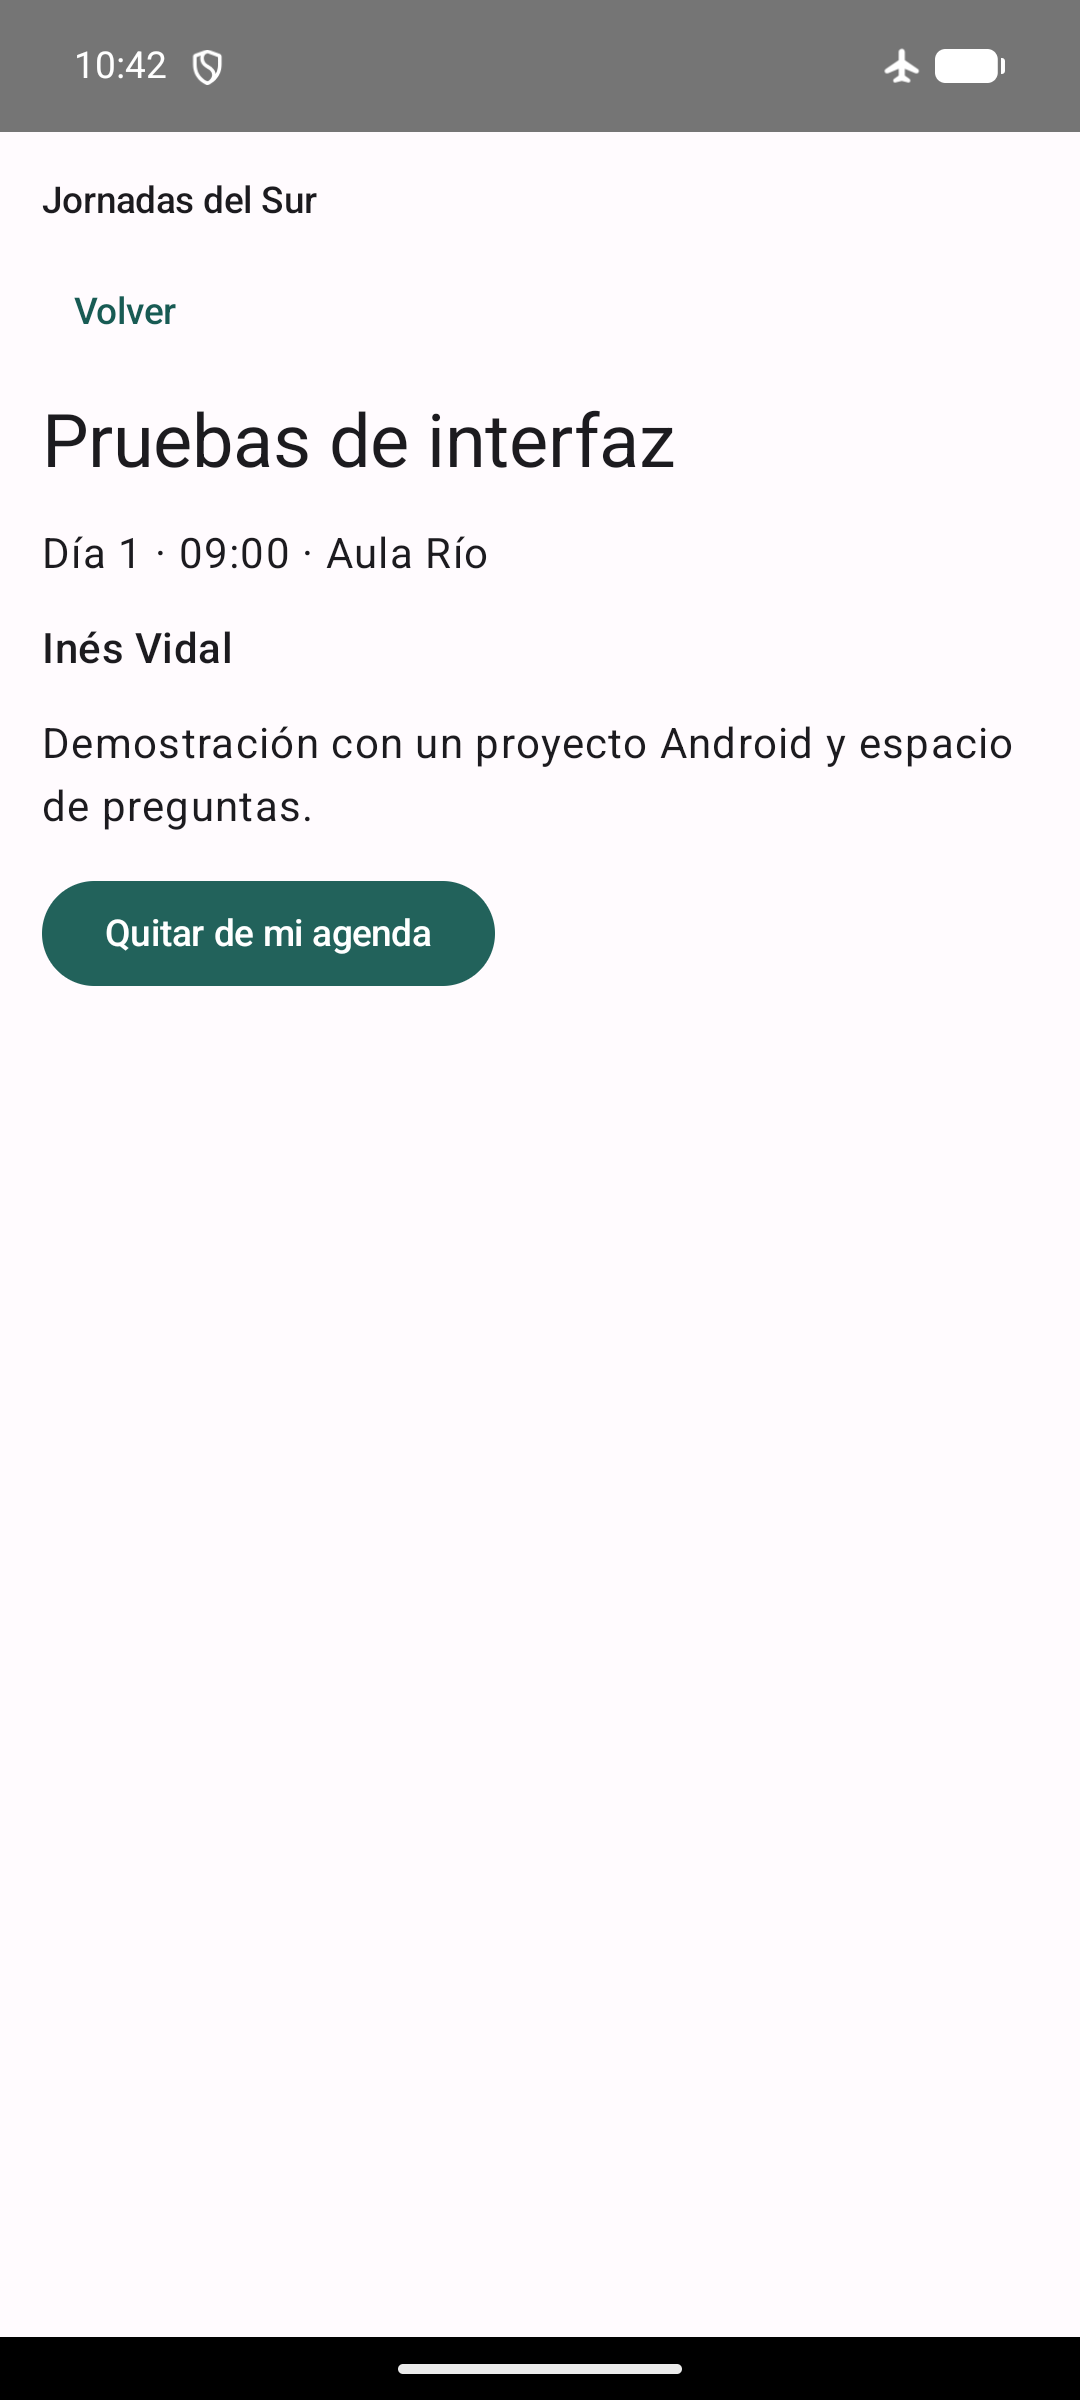 10:42
Jornadas del Sur
Volver
Pruebas de interfaz
Día 1 · 09:00 · Aula Río
Inés Vidal
Demostración con un proyecto Android y espacio
de preguntas.
Quitar de mi agenda